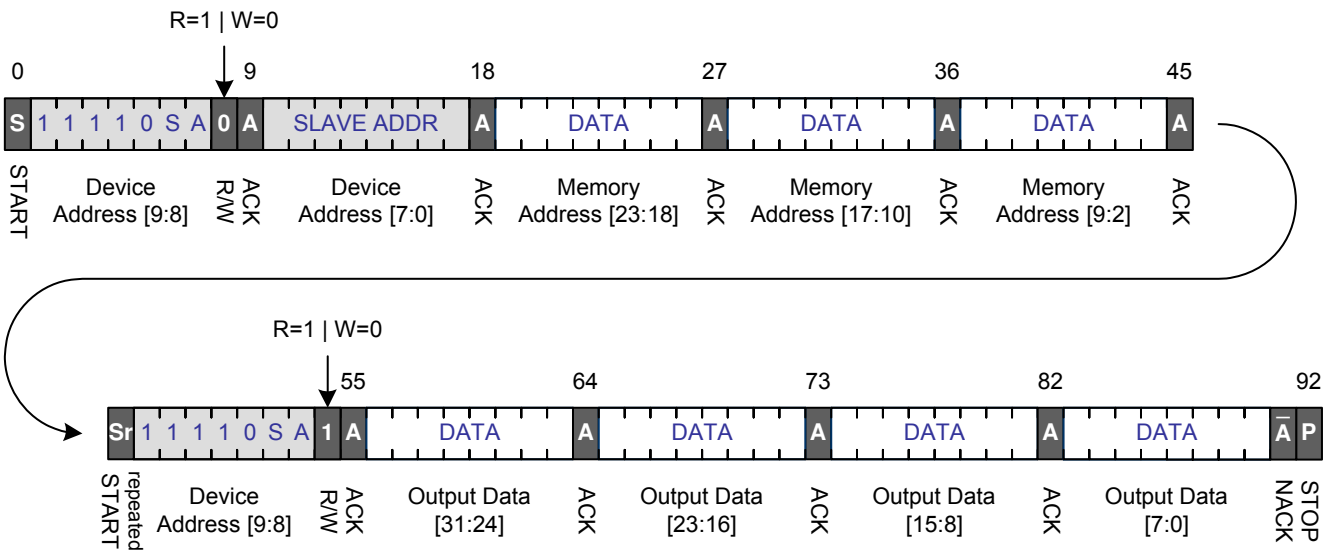 R=1 | W=0
0 9 18 27 36 45
S 1 1 1 1 0 S A 0 A SLAVE ADDR A DATA A DATA A DATA A
START Device Address [9:8] R/W ACK Device Address [7:0] ACK Memory Address [23:18] ACK Memory Address [17:10] ACK Memory Address [9:2] ACK
R=1 | W=0
55 64 73 82 92
Sr 1 1 1 1 0 S A 1 A DATA A DATA A DATA A DATA A̅ P
repeated START Device Address [9:8] R/W ACK Output Data [31:24] ACK Output Data [23:16] ACK Output Data [15:8] ACK Output Data [7:0] NACK STOP